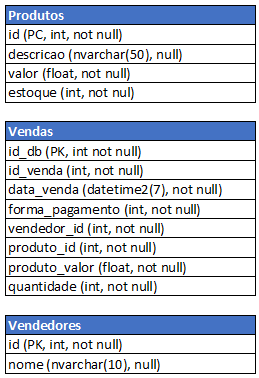 Produtos
id (PC, int, not null)
descricao (nvarchar(50), null)
valor (float, not null)
estoque (int, not nul)
Vendas
id_db (PK, int not null)
id_venda (int, not null)
data_venda (datetime2(7), not null)
forma_pagamento (int, not null)
vendedor_id (int, not null)
produto_id (int, not null)
produto_valor (float, not null)
quantidade (int, not null)
Vendedores
id (PK, int, not null)
nome (nvarchar(10), null)